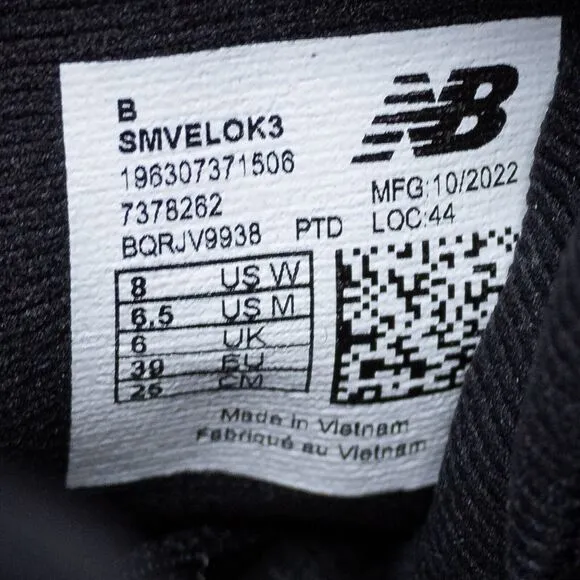 B
SMVELOK3
NB
196307371506
MFG:10/2022
7378262
LOC:44
BQRJV9938 PTD
8 US W
6.5 US M
6 UK
39 EU
25 CM
Made in Vietnam
Fabriqué au Vietnam